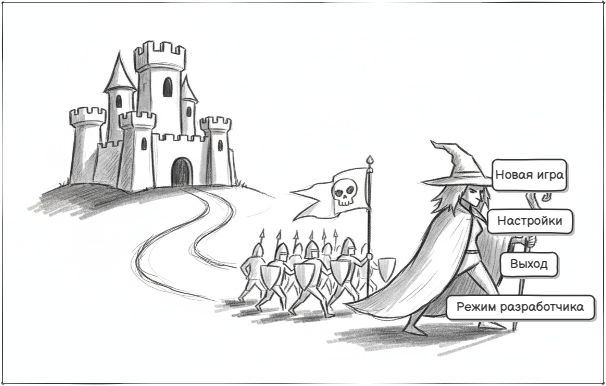 Новая игра
Настройки
Выход
Режим разработчика